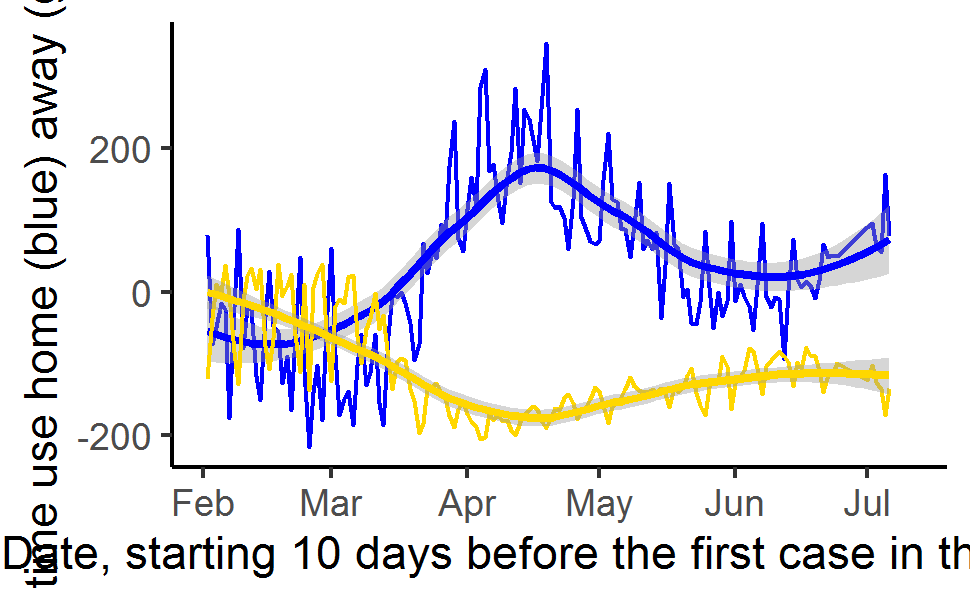 time use home (blue) away (g
200
0
-200
Feb Mar Apr May Jun Jul
Date, starting 10 days before the first case in th